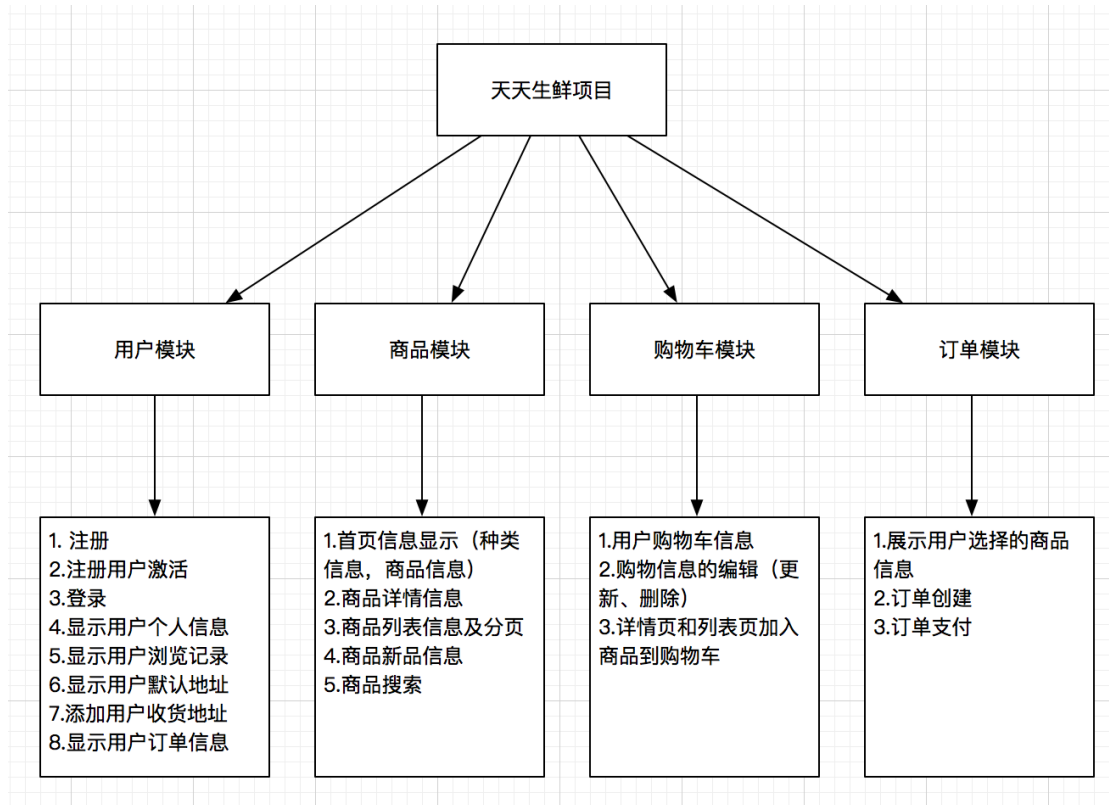 天天生鲜项目
用户模块
商品模块
购物车模块
订单模块
1. 注册
2.注册用户激活
3.登录
4.显示用户个人信息
5.显示用户浏览记录
6.显示用户默认地址
7.添加用户收货地址
8.显示用户订单信息
1.首页信息显示（种类
信息，商品信息）
2.商品详情信息
3.商品列表信息及分页
4.商品新品信息
5.商品搜索
1.用户购物车信息
2.购物信息的编辑（更
新、删除）
3.详情页和列表页加入
商品到购物车
1.展示用户选择的商品
信息
2.订单创建
3.订单支付